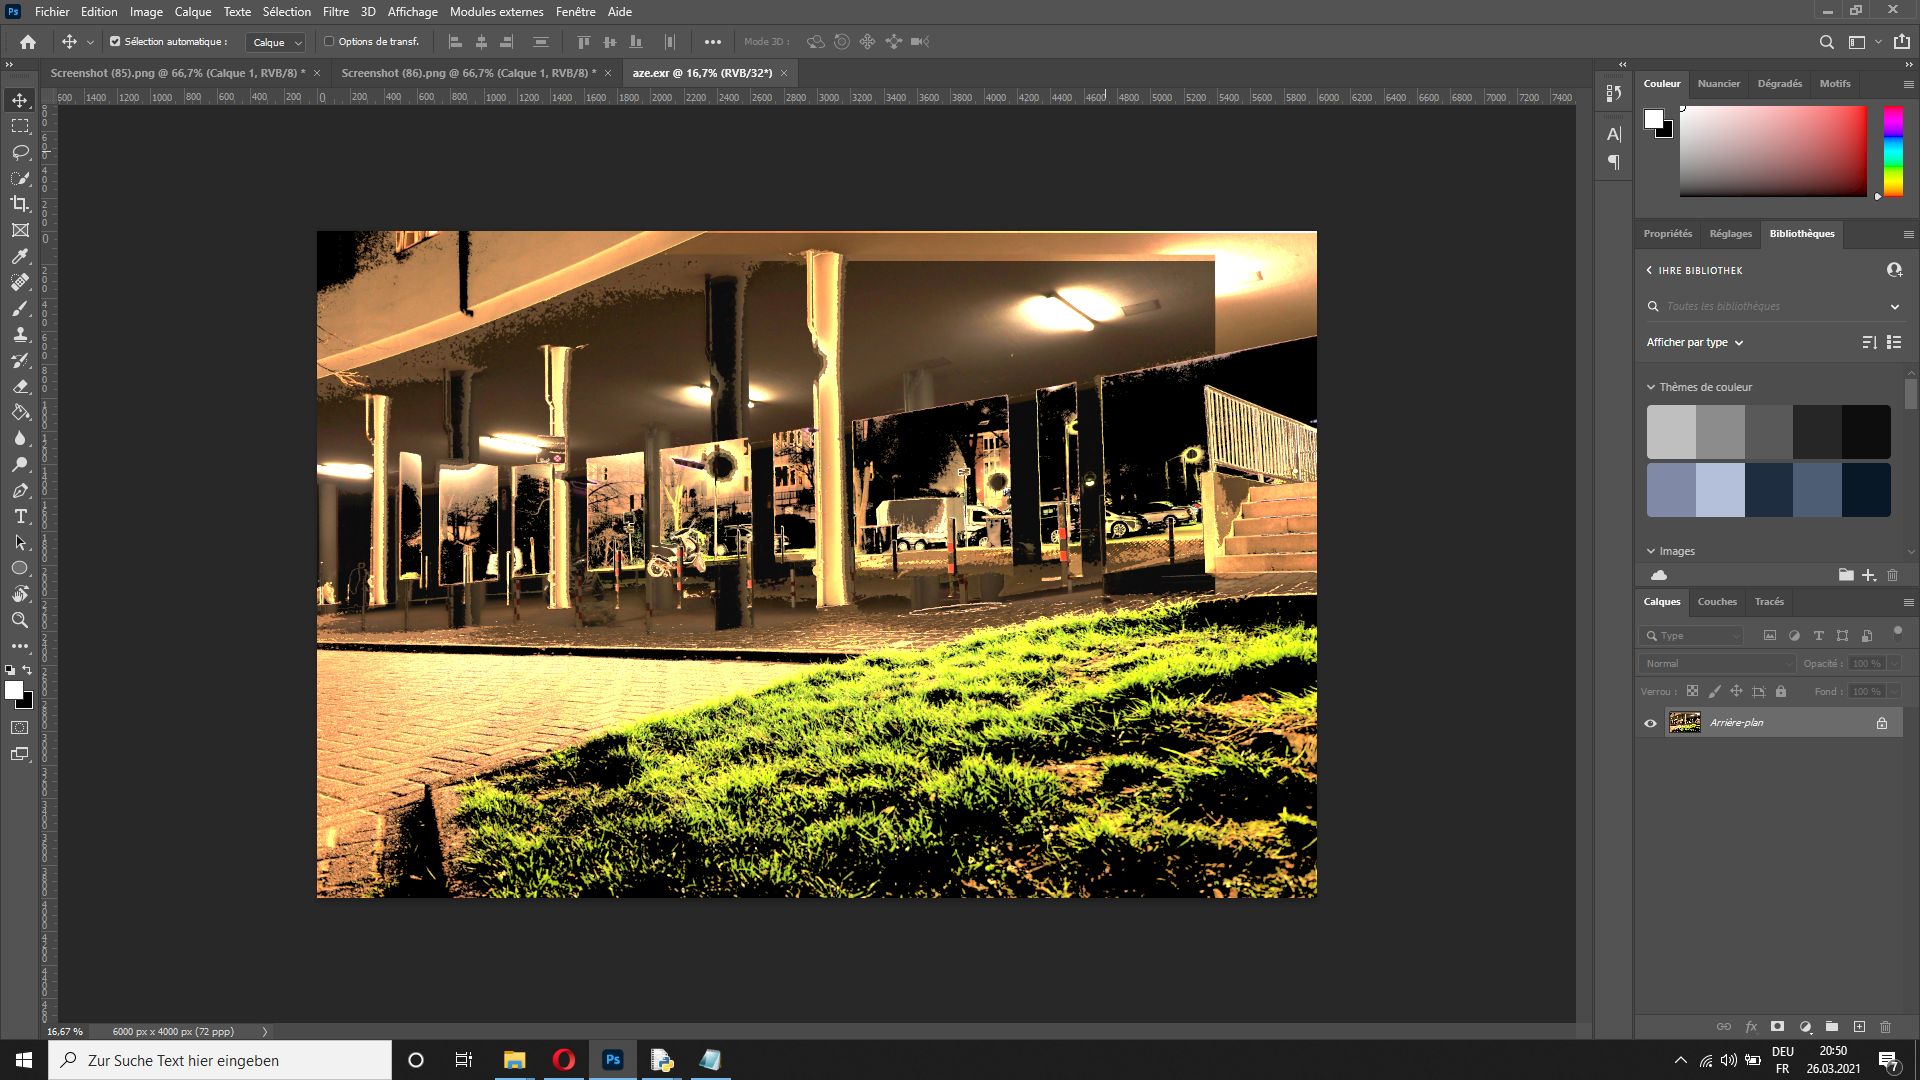 Ps Fichier Edition Image Calque Texte Sélection Filtre 3D Affichage Modules externes Fenêtre Aide
Sélection automatique : Calque Options de transf. Mode 3D :
Screenshot (85).png @ 66,7% (Calque 1, RVB/8) * × Screenshot (86).png @ 66,7% (Calque 1, RVB/8) * × aze.exr @ 16,7% (RVB/32*) ×
1400 1200 1000 800 600 400 200 0 200 400 600 800 1000 1200 1400 1600 1800 2000 2200 2400 2600 2800 3000 3200 3400 3600 3800 4000 4200 4400 4600 4800 5000 5200 5400 5600 5800 6000 6200 6400 6600 6800 7000 7200 7400
Couleur Nuancier Dégradés Motifs
Propriétés Réglages Bibliothèques
IHRE BIBLIOTHEK
Toutes les bibliothèques
Afficher par type
Thèmes de couleur
Images
Calques Couches Tracés
Type
Normal Opacité : 100 %
Verrou : Fond : 100 %
Arrière-plan
fx
16,67 % 6000 px x 4000 px (72 ppp)
Zur Suche Text hier eingeben
Ps
DEU
FR
20:50
26.03.2021
7